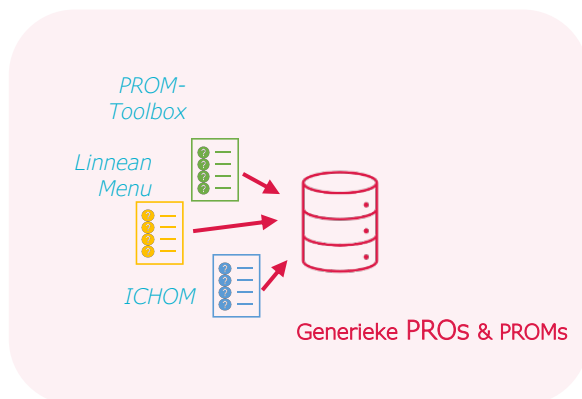 PROM-
Toolbox
Linnean
Menu
ICHOM
Generieke PROs & PROMs